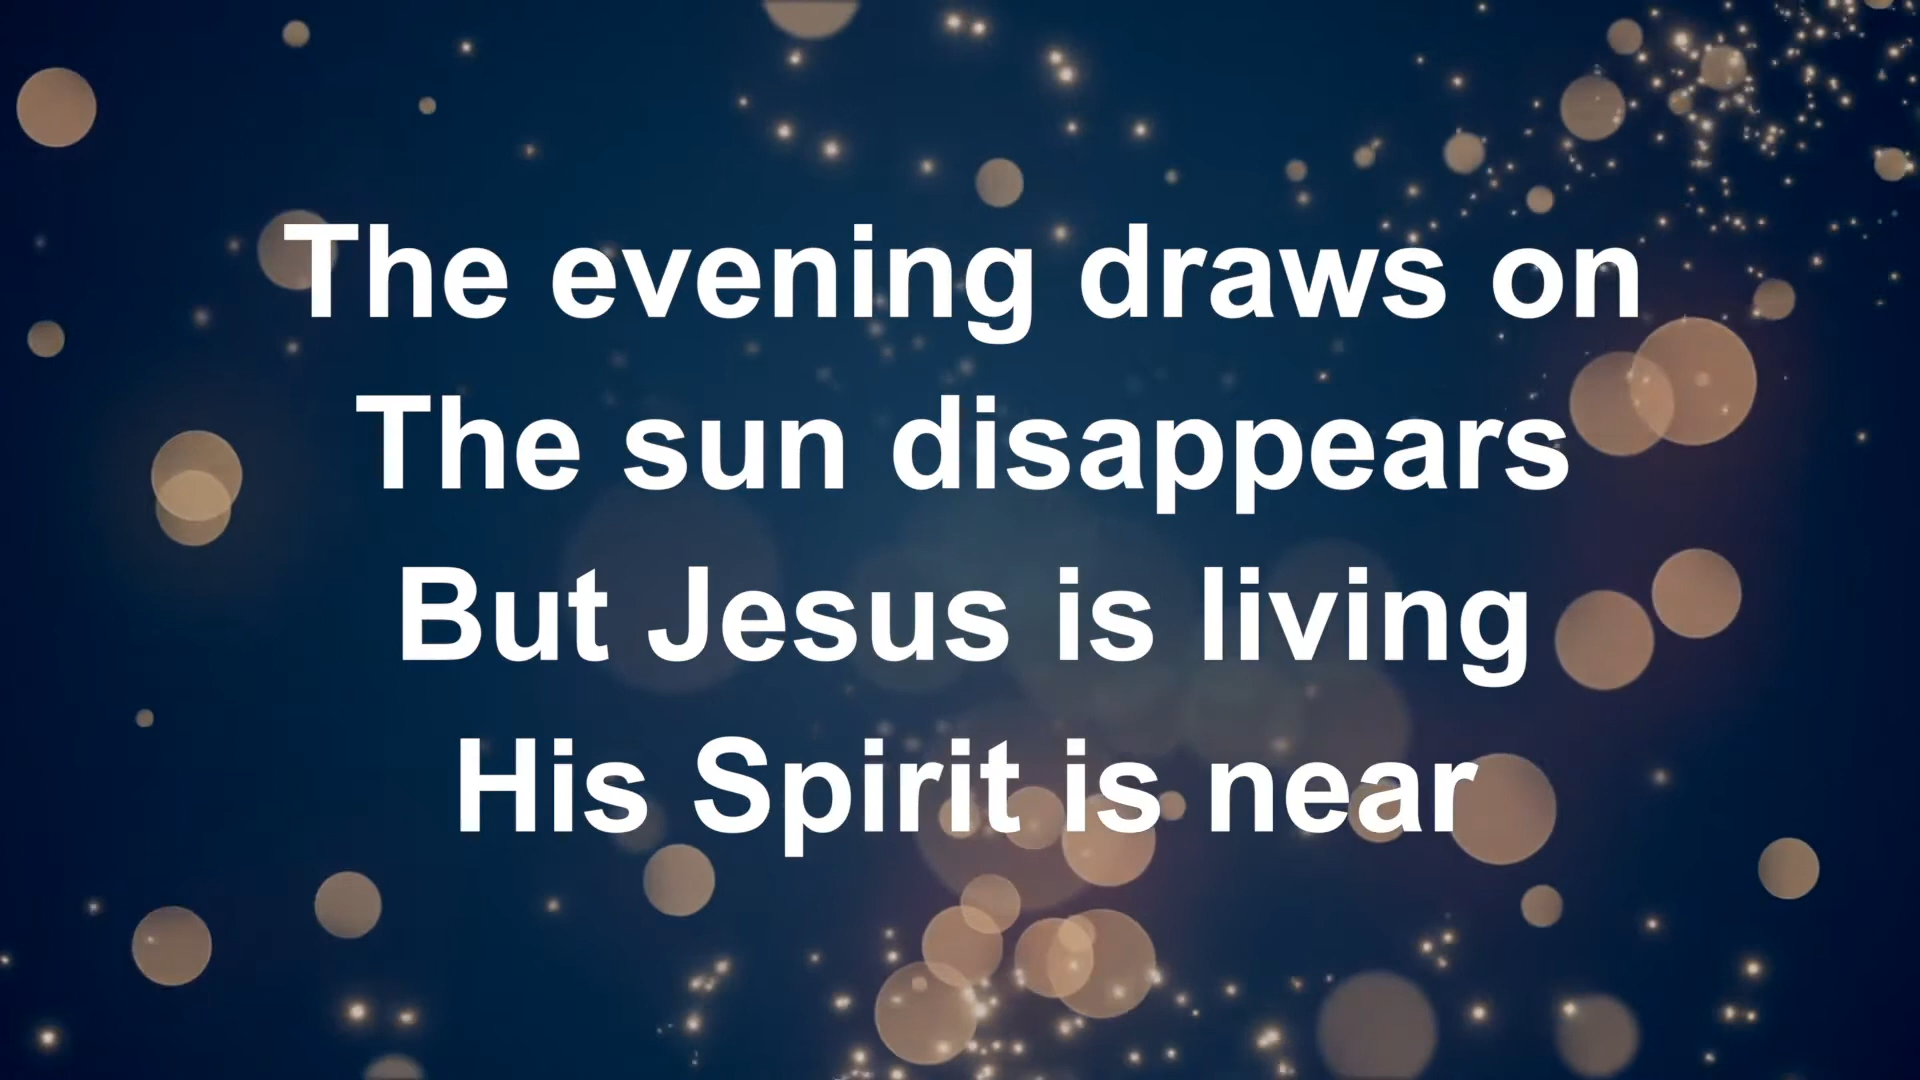 The evening draws on
The sun disappears
But Jesus is living
His Spirit is near